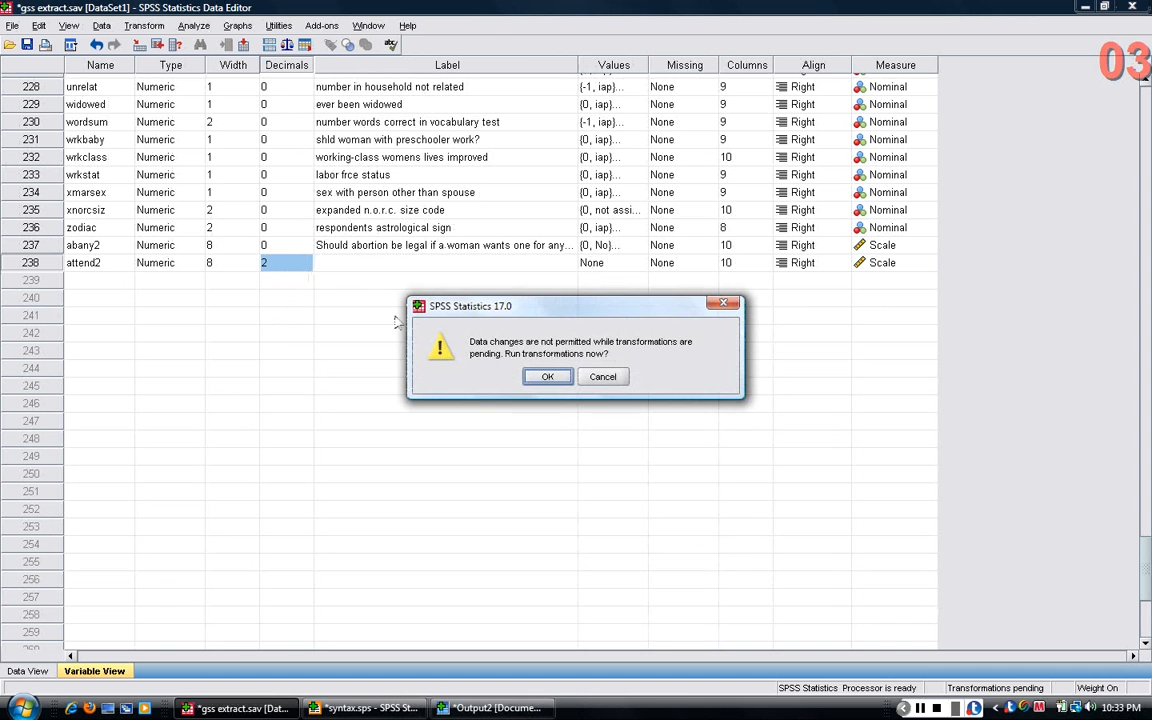 *gss extract.sav [DataSet1] - SPSS Statistics Data Editor
File Edit View Data Transform Analyze Graphs Utilities Add-ons Window Help
03
Name Type Width Decimals Label Values Missing Columns Align Measure
228 unrelat Numeric 1 0 number in household not related {-1, iap}... None 9 Right Nominal
229 widowed Numeric 1 0 ever been widowed {0, iap}... None 9 Right Nominal
230 wordsum Numeric 2 0 number words correct in vocabulary test {-1, iap}... None 9 Right Nominal
231 wrkbaby Numeric 1 0 shld woman with preschooler work? {0, iap}... None 9 Right Nominal
232 wrkclass Numeric 1 0 working-class womens lives improved {0, iap}... None 10 Right Nominal
233 wrkstat Numeric 1 0 labor frce status {0, iap}... None 9 Right Nominal
234 xmarsex Numeric 1 0 sex with person other than spouse {0, iap}... None 9 Right Nominal
235 xnorcsiz Numeric 2 0 expanded n.o.r.c. size code {0, not assi... None 10 Right Nominal
236 zodiac Numeric 2 0 respondents astrological sign {0, iap}... None 8 Right Nominal
237 abany2 Numeric 8 0 Should abortion be legal if a woman wants one for any... {0, No}... None 10 Right Scale
238 attend2 Numeric 8 2 None None 10 Right Scale
239
240
241
242
243
244
245
246
247
248
249
250
251
252
253
254
255
256
257
258
259
SPSS Statistics 17.0
Data changes are not permitted while transformations are
pending. Run transformations now?
OK Cancel
Data View Variable View
SPSS Statistics Processor is ready Transformations pending Weight On
*gss extract.sav [Dat... *syntax.sps - SPSS St... *Output2 [Docume... 10:33 PM